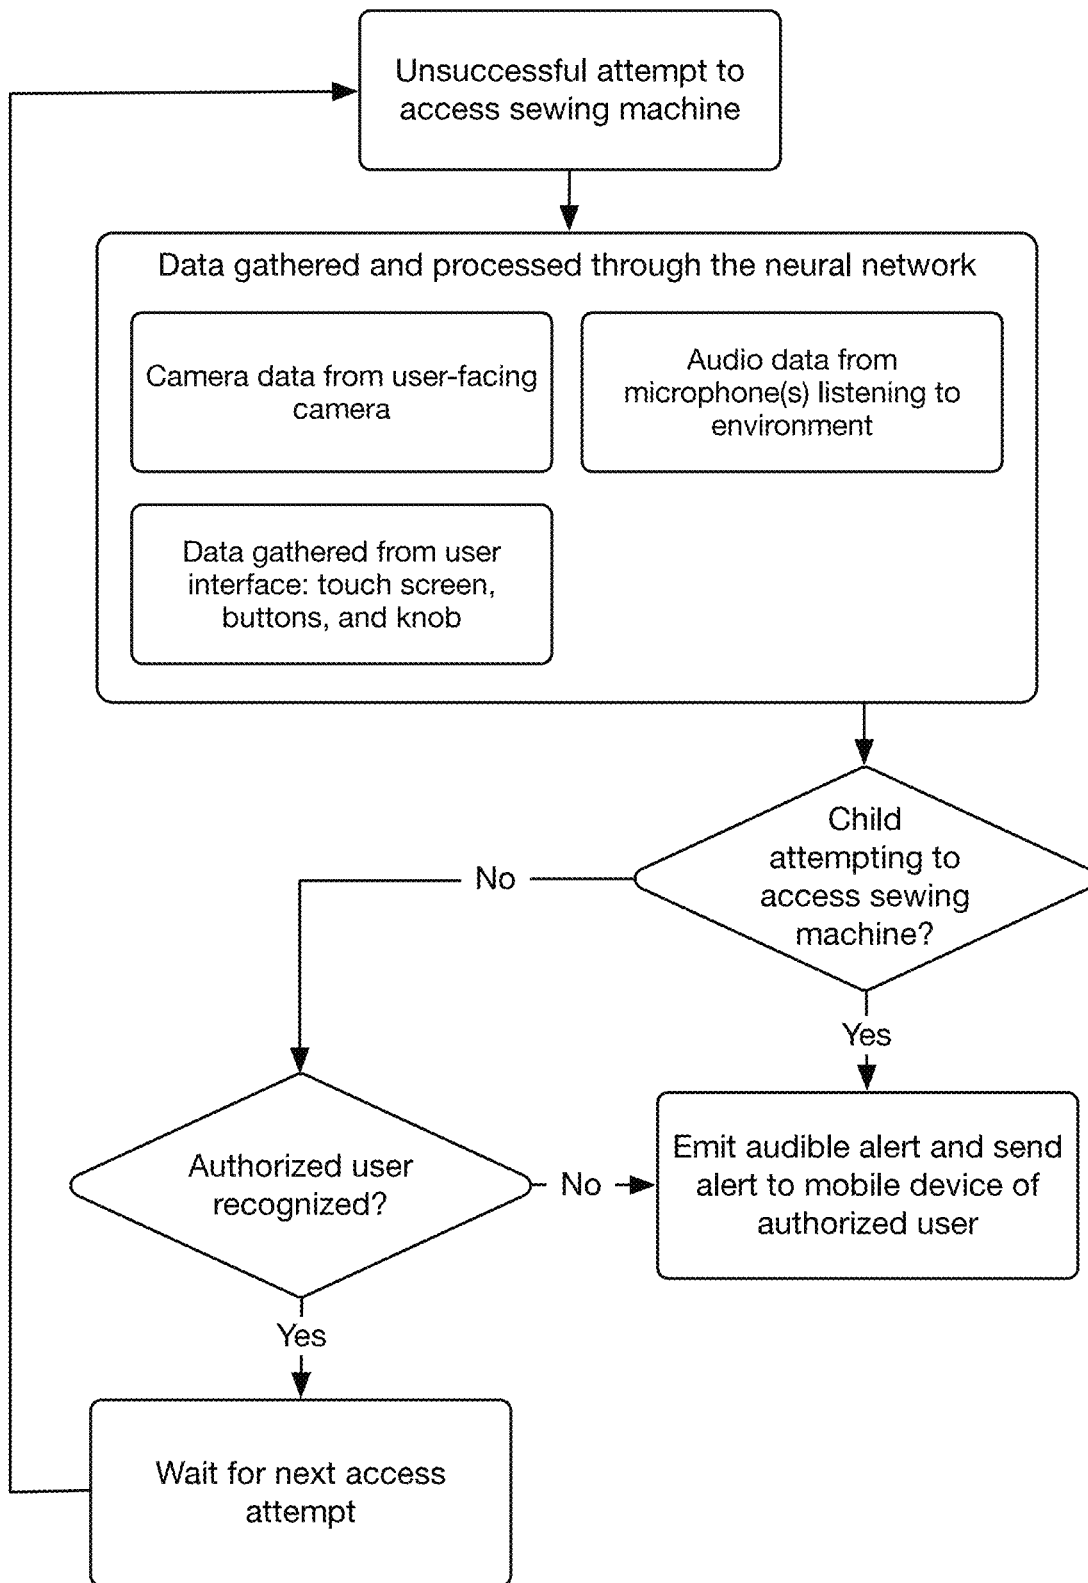 Unsuccessful attempt to
access sewing machine
Data gathered and processed through the neural network
Camera data from user-facing
camera
Audio data from
microphone(s) listening to
environment
Data gathered from user
interface: touch screen,
buttons, and knob
Child
attempting to
access sewing
machine?
No
Yes
Authorized user
recognized?
No
Emit audible alert and send
alert to mobile device of
authorized user
Yes
Wait for next access
attempt